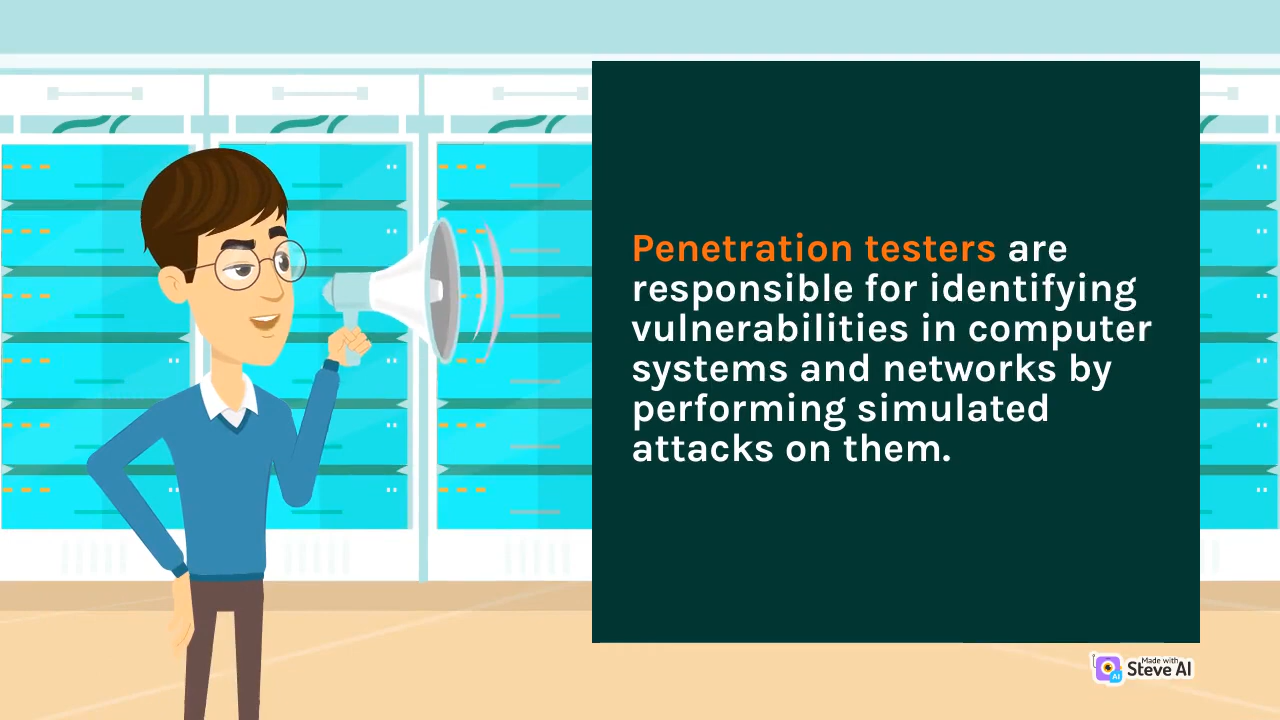 Penetration testers are
responsible for identifying
vulnerabilities in computer
systems and networks by
performing simulated
attacks on them.
Made with
Steve AI
AI